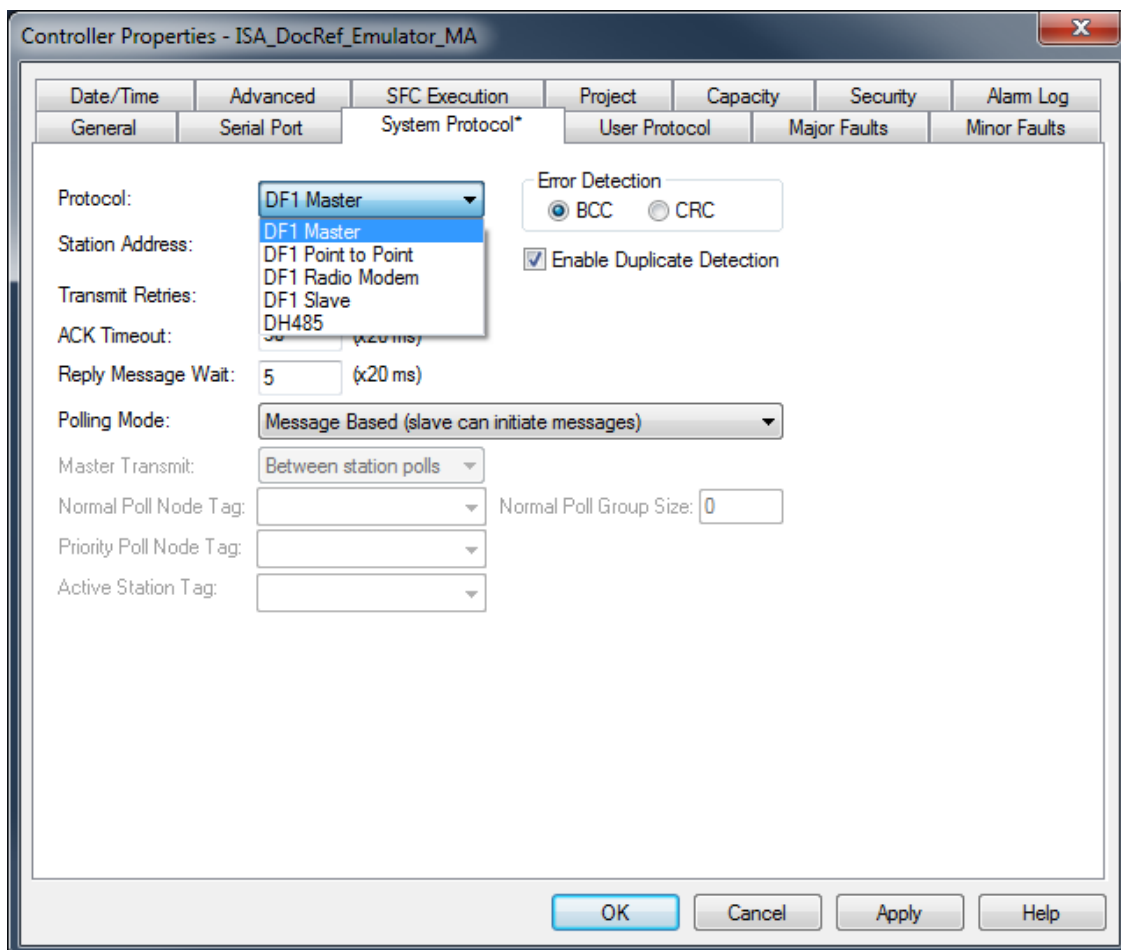 Controller Properties - ISA_DocRef_Emulator_MA
Date/Time Advanced SFC Execution Project Capacity Security Alarm Log
General Serial Port System Protocol* User Protocol Major Faults Minor Faults
Protocol: DF1 Master
Error Detection
BCC CRC
DF1 Master
DF1 Point to Point
DF1 Radio Modem
DF1 Slave
DH485
Station Address:
Enable Duplicate Detection
Transmit Retries:
ACK Timeout: 50 (x20 ms)
Reply Message Wait: 5 (x20 ms)
Polling Mode: Message Based (slave can initiate messages)
Master Transmit: Between station polls
Normal Poll Node Tag: Normal Poll Group Size: 0
Priority Poll Node Tag:
Active Station Tag:
OK Cancel Apply Help